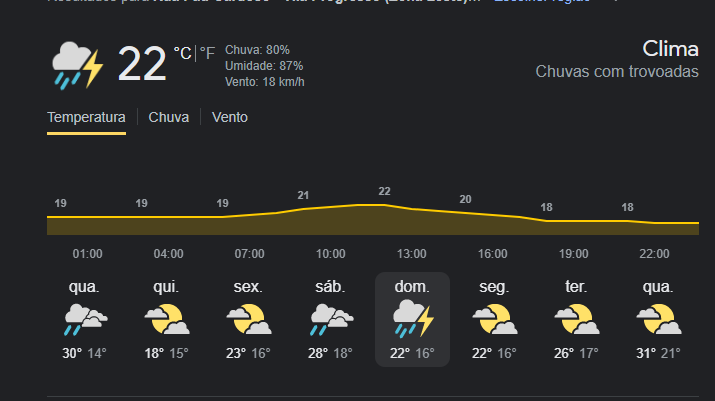 22 °C | °F
Chuva: 80%
Umidade: 87%
Vento: 18 km/h
Clima
Chuvas com trovoadas
Temperatura | Chuva | Vento
19 19 19 21 22 20 18 18
01:00 04:00 07:00 10:00 13:00 16:00 19:00 22:00
qua. qui. sex. sáb. dom. seg. ter. qua.
30° 14° 18° 15° 23° 16° 28° 18° 22° 16° 22° 16° 26° 17° 31° 21°